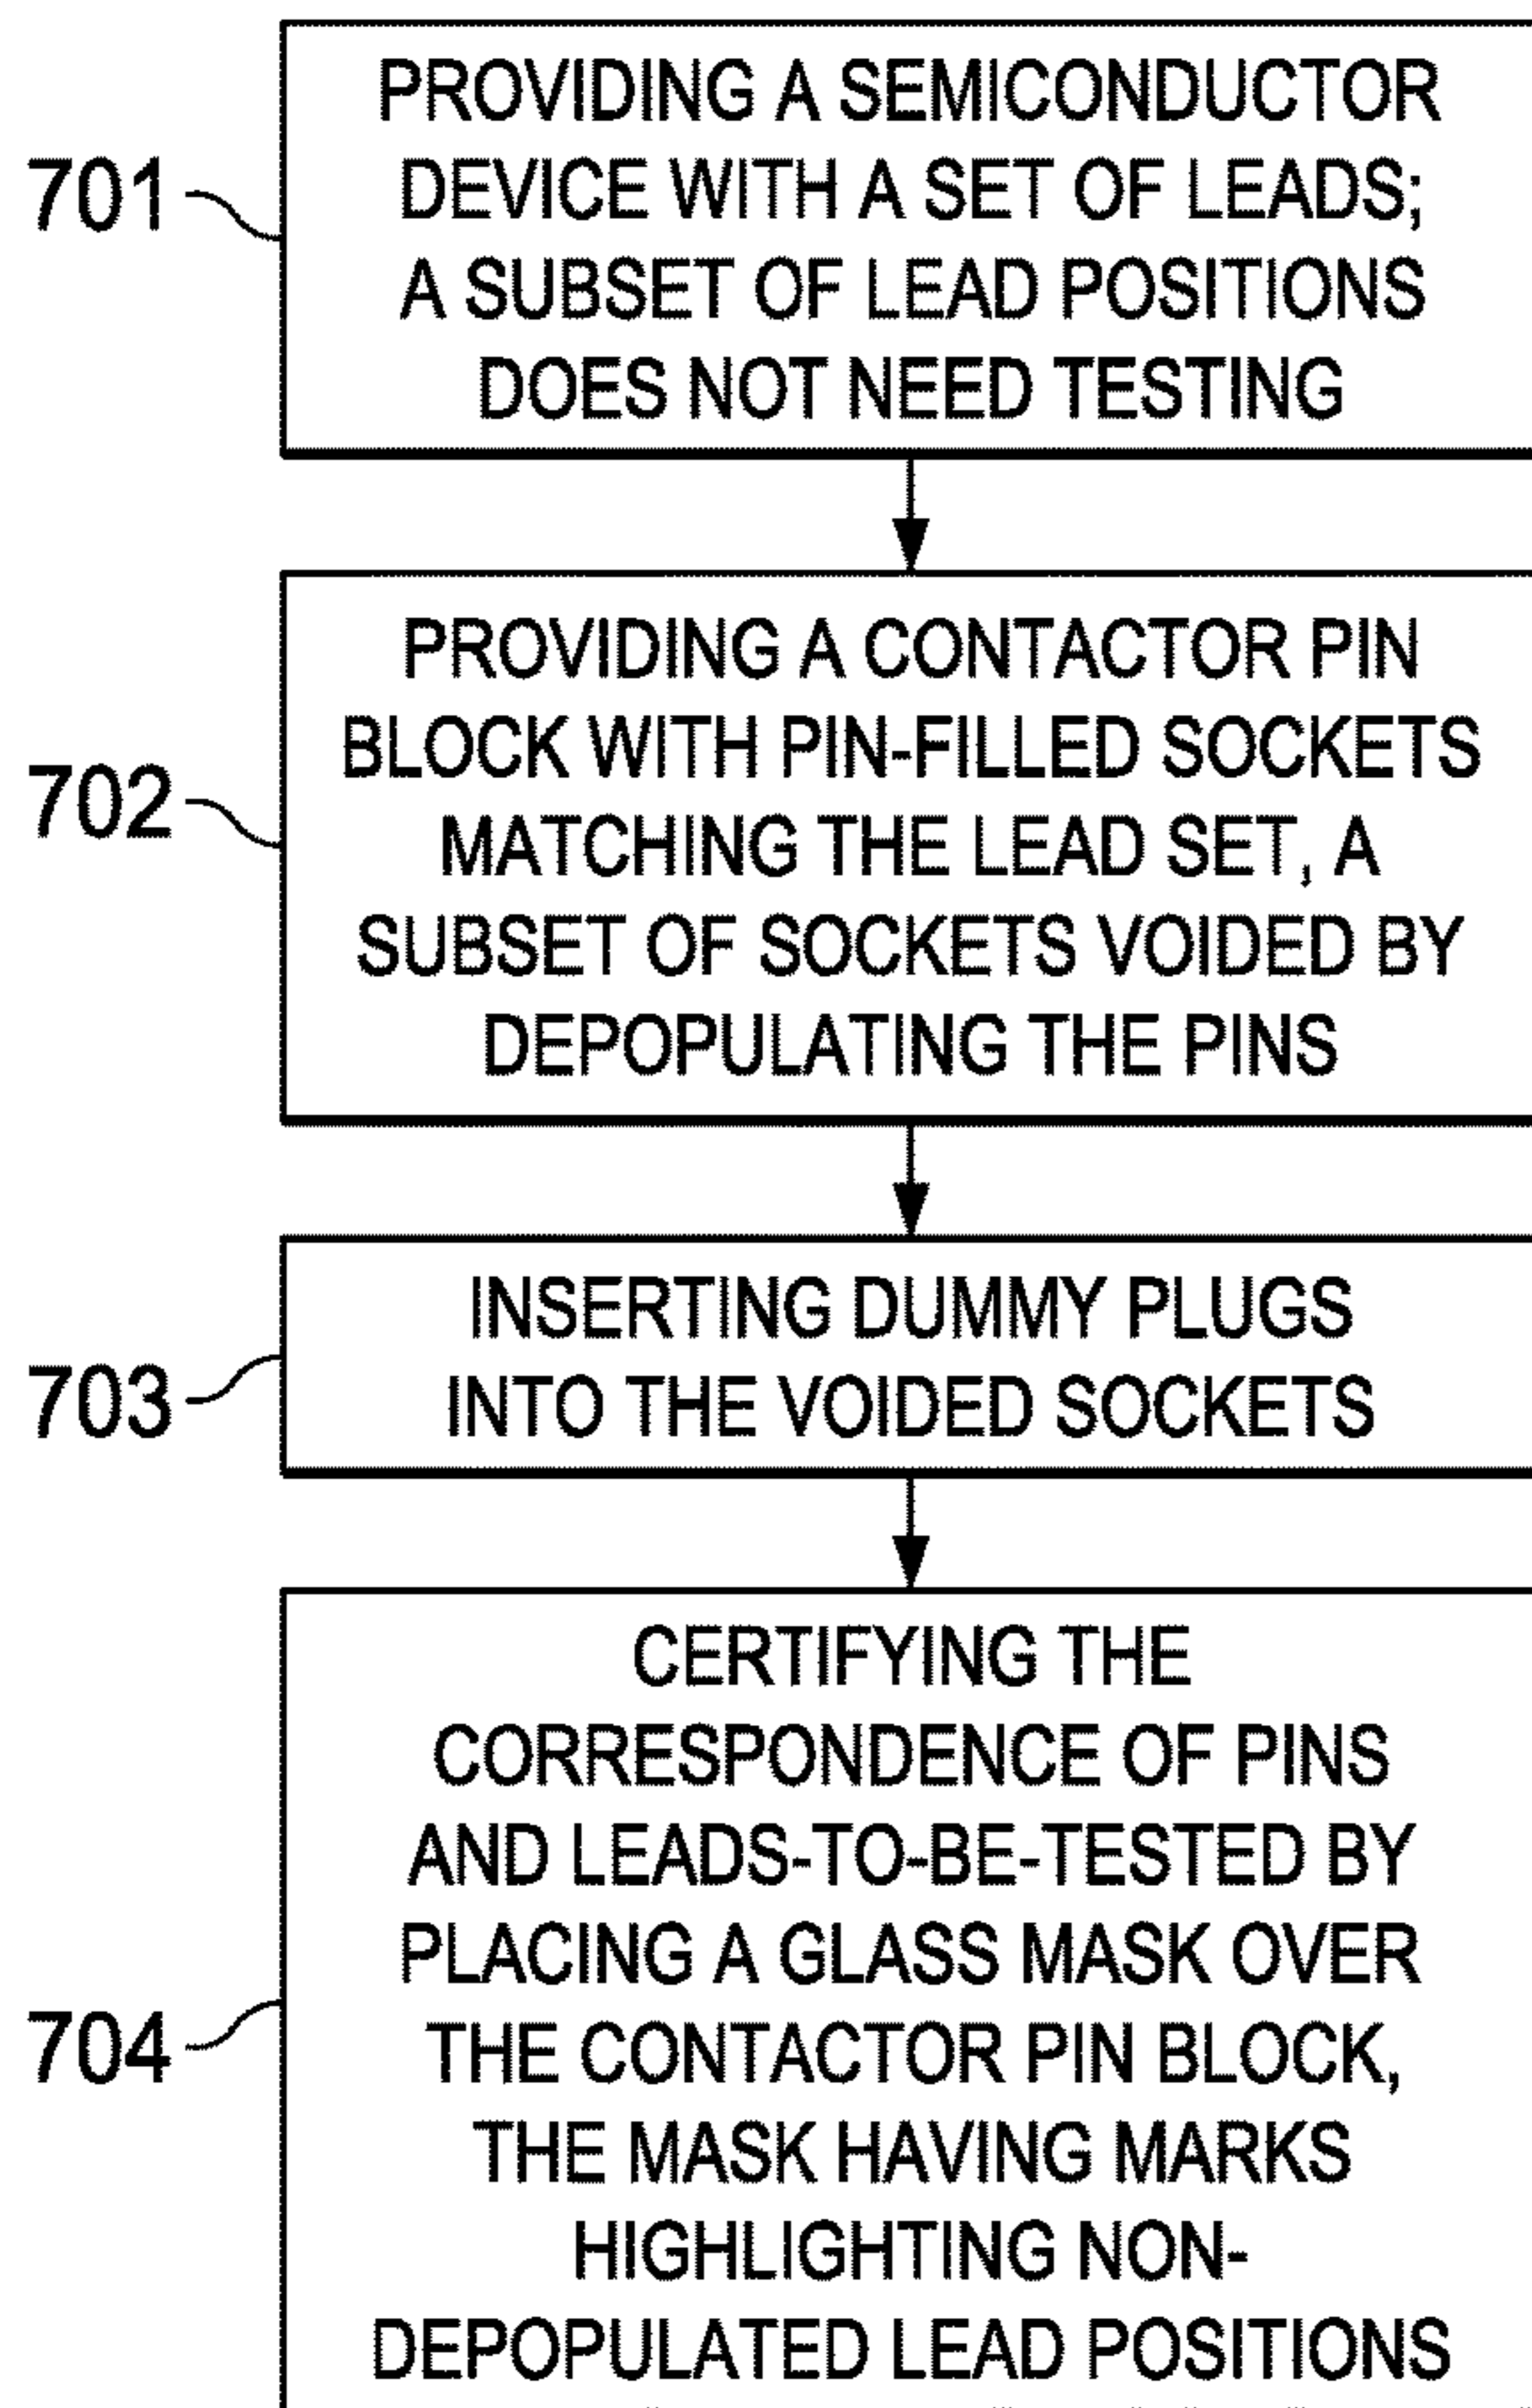 701
PROVIDING A SEMICONDUCTOR
DEVICE WITH A SET OF LEADS;
A SUBSET OF LEAD POSITIONS
DOES NOT NEED TESTING
702
PROVIDING A CONTACTOR PIN
BLOCK WITH PIN-FILLED SOCKETS
MATCHING THE LEAD SET, A
SUBSET OF SOCKETS VOIDED BY
DEPOPULATING THE PINS
703
INSERTING DUMMY PLUGS
INTO THE VOIDED SOCKETS
704
CERTIFYING THE
CORRESPONDENCE OF PINS
AND LEADS-TO-BE-TESTED BY
PLACING A GLASS MASK OVER
THE CONTACTOR PIN BLOCK,
THE MASK HAVING MARKS
HIGHLIGHTING NON-
DEPOPULATED LEAD POSITIONS